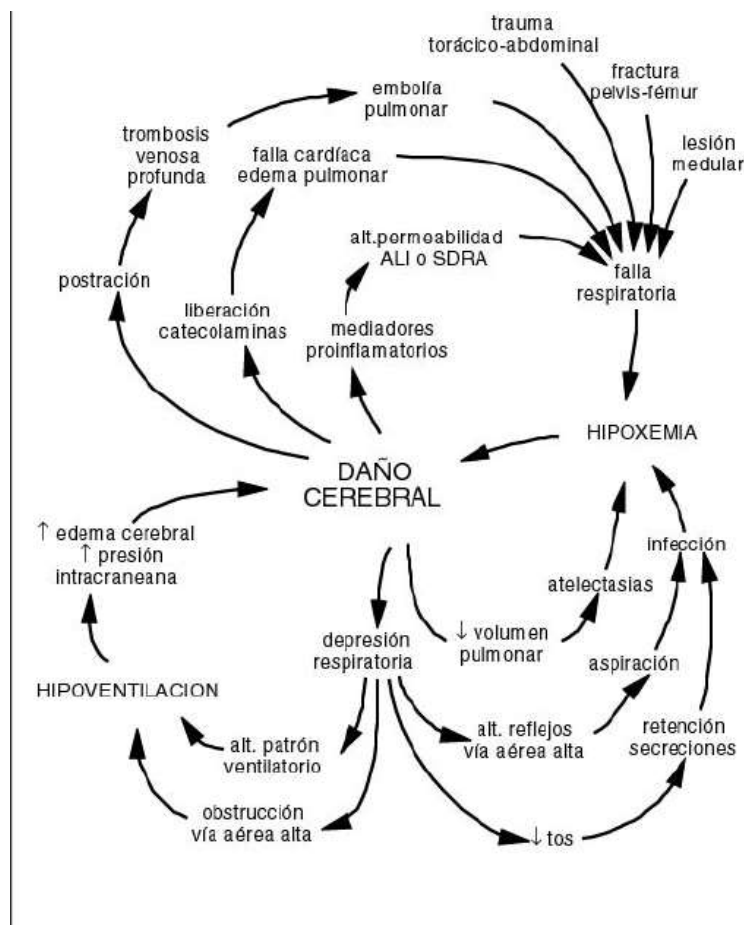 trauma
torácico-abdominal
fractura
pelvis-fémur
embolía
pulmonar
lesión
medular
trombosis
venosa
profunda
falla cardíaca
edema pulmonar
alt.permeabilidad
ALI o SDRA
falla
respiratoria
postración
liberación
catecolaminas
mediadores
proinflamatorios
HIPOXEMIA
DAÑO
CEREBRAL
↑ edema cerebral
↑ presión
intracraneana
infección
atelectasias
depresión
respiratoria
↓ volumen
pulmonar
aspiración
HIPOVENTILACION
alt. patrón
ventilatorio
alt. reflejos
vía aérea alta
retención
secreciones
obstrucción
vía aérea alta
↓ tos